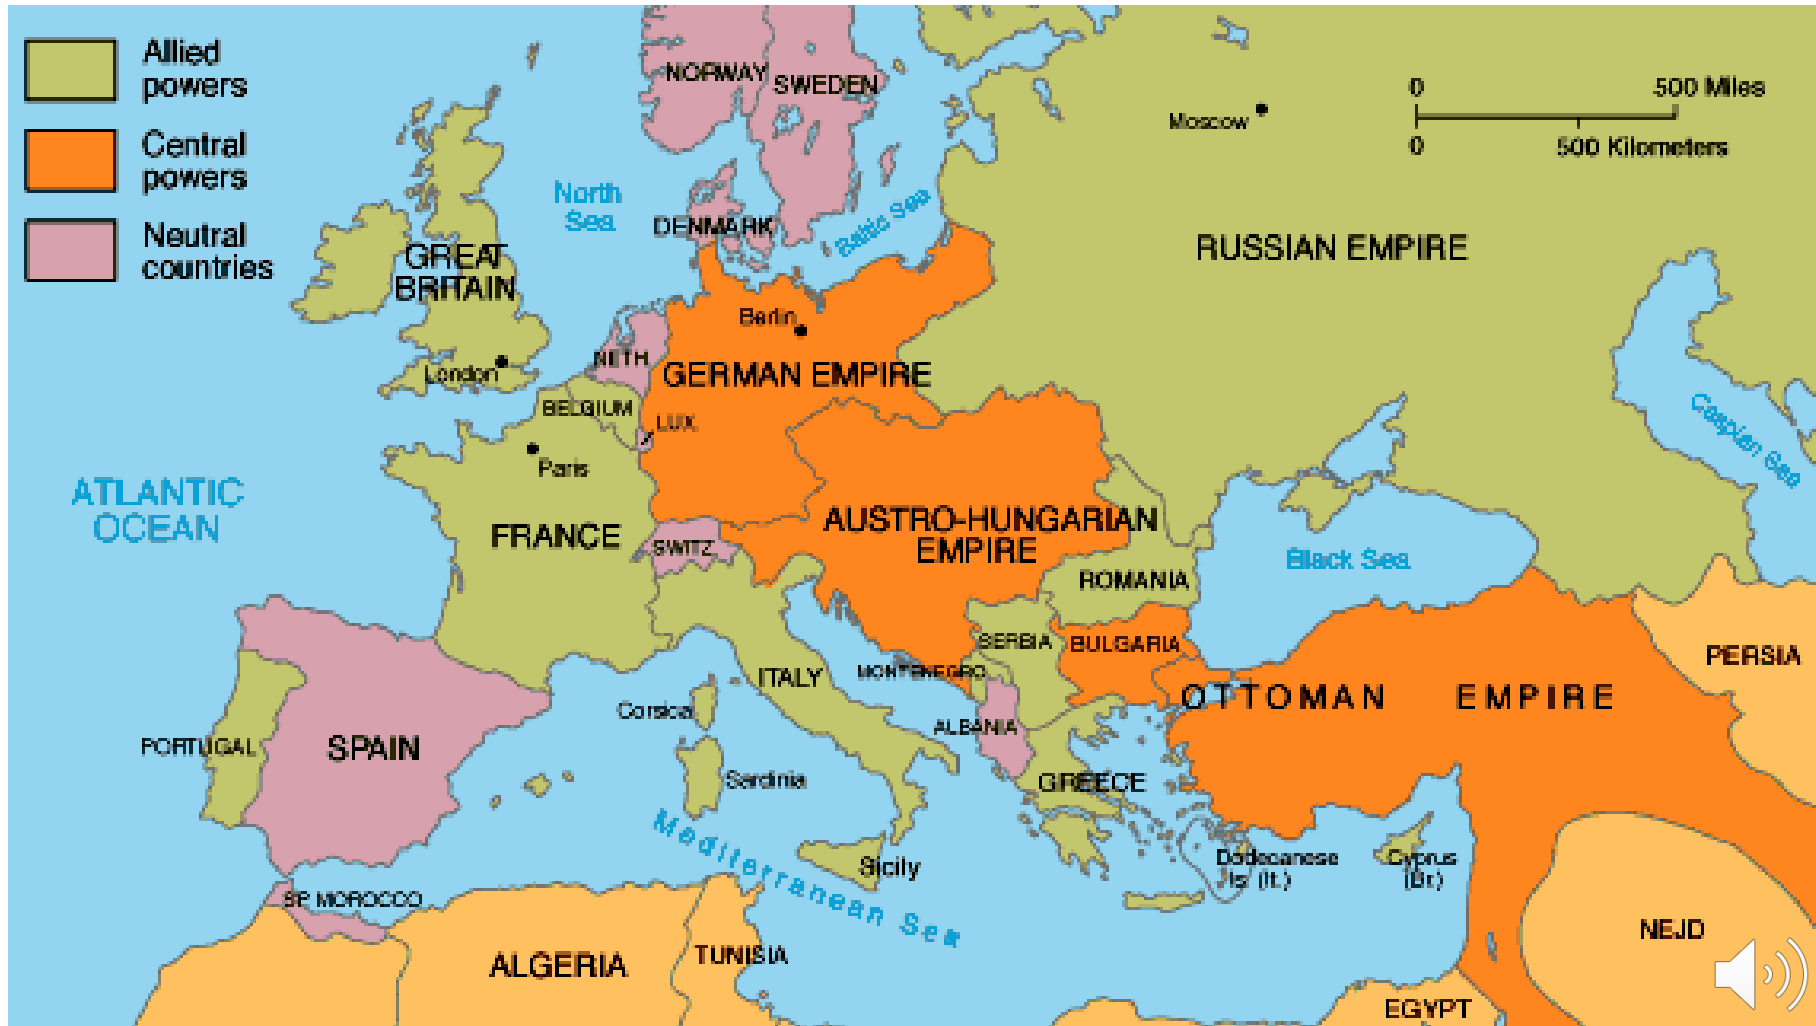 Allied
powers
Central
powers
Neutral
countries
0
500 Miles
0
500 Kilometers
NORWAY
SWEDEN
Moscow
North
Sea
DENMARK
Baltic Sea
RUSSIAN EMPIRE
GREAT
BRITAIN
Berlin
NETH
London
GERMAN EMPIRE
BELGIUM
LUX
Caspian Sea
Paris
ATLANTIC
OCEAN
FRANCE
SWITZ
AUSTRO-HUNGARIAN
EMPIRE
Black Sea
ROMANIA
SERBIA
BULGARIA
PERSIA
MONTENEGRO
ITALY
OTTOMAN EMPIRE
Corsica
ALBANIA
PORTUGAL
SPAIN
Sardinia
GREECE
Mediterranean Sea
Sicily
Dodecanese
Is. (It.)
Cyprus
(Br.)
SP. MOROCCO
ALGERIA
TUNISIA
NEJD
EGYPT